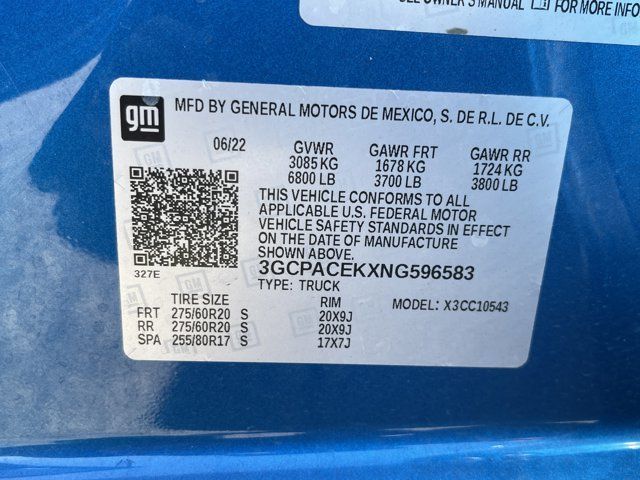 SEE OWNER'S MANUAL FOR MORE INFO
gm
MFD BY GENERAL MOTORS DE MEXICO, S. DE R.L. DE C.V.
06/22 GVWR GAWR FRT GAWR RR
3085 KG 1678 KG 1724 KG
6800 LB 3700 LB 3800 LB
THIS VEHICLE CONFORMS TO ALL
APPLICABLE U.S. FEDERAL MOTOR
VEHICLE SAFETY STANDARDS IN EFFECT
ON THE DATE OF MANUFACTURE
SHOWN ABOVE.
327E
3GCPACEKXNG596583
TYPE: TRUCK
TIRE SIZE RIM MODEL: X3CC10543
FRT 275/60R20 S 20X9J
RR 275/60R20 S 20X9J
SPA 255/80R17 S 17X7J